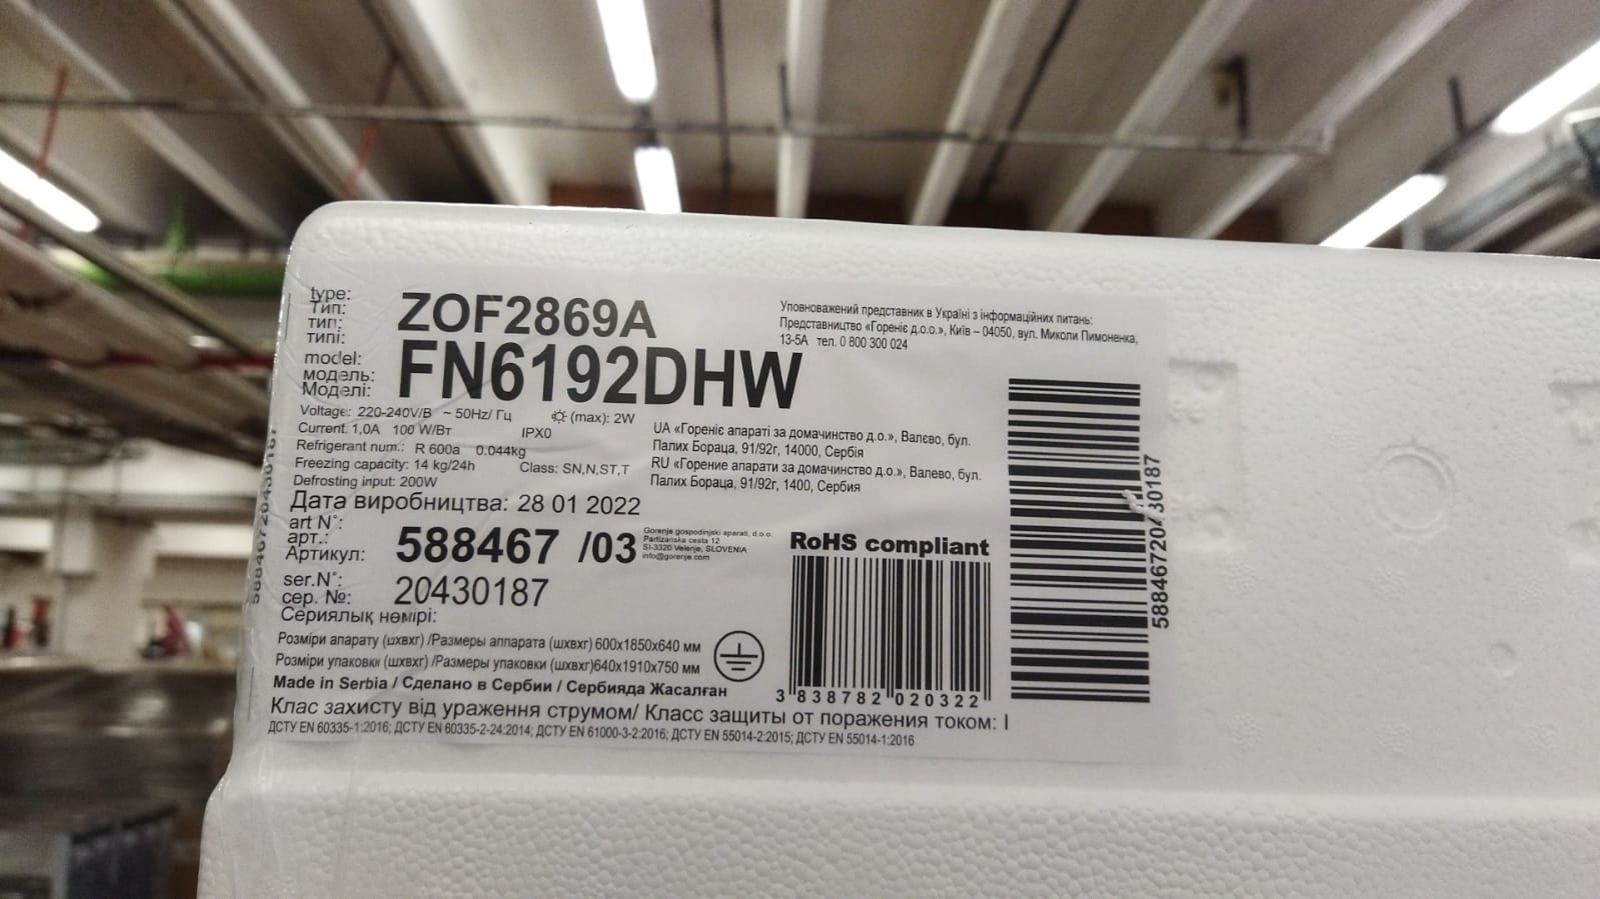 type: ZOF2869A
Тип:
тип:
типі:
model: FN6192DHW
модель:
Моделі:
Voltage: 220-240V/В ~ 50Hz/ Гц (max): 2W
Current: 1,0A 100 W/Вт IPX0
Refrigerant num.: R 600a 0.044kg
Freezing capacity: 14 kg/24h Class: SN,N,ST,T
Defrosting input: 200W
Дата виробництва: 28 01 2022
Уповноважений представник в Україні з інформаційних питань:
Представництво «Гореніє д.о.о.», Київ – 04050, вул. Миколи Пимоненка,
13-5А тел. 0 800 300 024
UA «Гореніє апараті за домачинство д.о.», Валєво, бул.
Палих Бораца, 91/92г, 14000, Сербія
RU «Горение апарати за домачинство д.о.», Валево, бул.
Палих Бораца, 91/92г, 1400, Сербия
art N°: 588467 /03
арт.:
Артикул:
Gorenje gospodinjski aparati, d.o.o.
Partizanska cesta 12
SI-3320 Velenje, SLOVENIA
info@gorenje.com
RoHS compliant
ser.N°: 20430187
сер. №:
Сериялық нөмірі:
Розміри апарату (шхвхг) /Размеры аппарата (шхвхг) 600x1850x640 мм
Розміри упаковки (шхвхг) /Размеры упаковки (шхвхг)640x1910x750 мм
Made in Serbia / Сделано в Сербии / Сербияда Жасалған
3 838782 020322
58846720430187
Клас захисту від ураження струмом/ Класс защиты от поражения током: I
ДСТУ EN 60335-1:2016; ДСТУ EN 60335-2-24:2014; ДСТУ EN 61000-3-2:2016; ДСТУ EN 55014-2:2015; ДСТУ EN 55014-1:2016
58846720430187